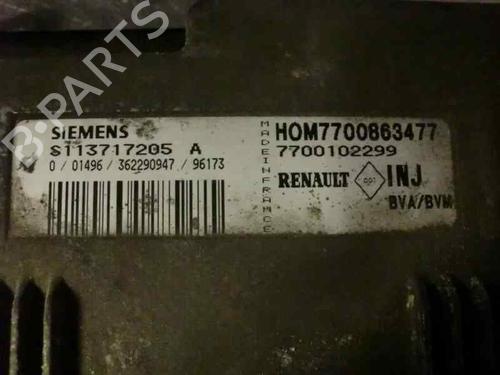 SIEMENS
S113717205 A
0 / 01496 / 362290947 / 96173
MADE IN FRANCE
HOM7700863477
7700102299
RENAULT INJ
BVA/BVM
B-PARTS